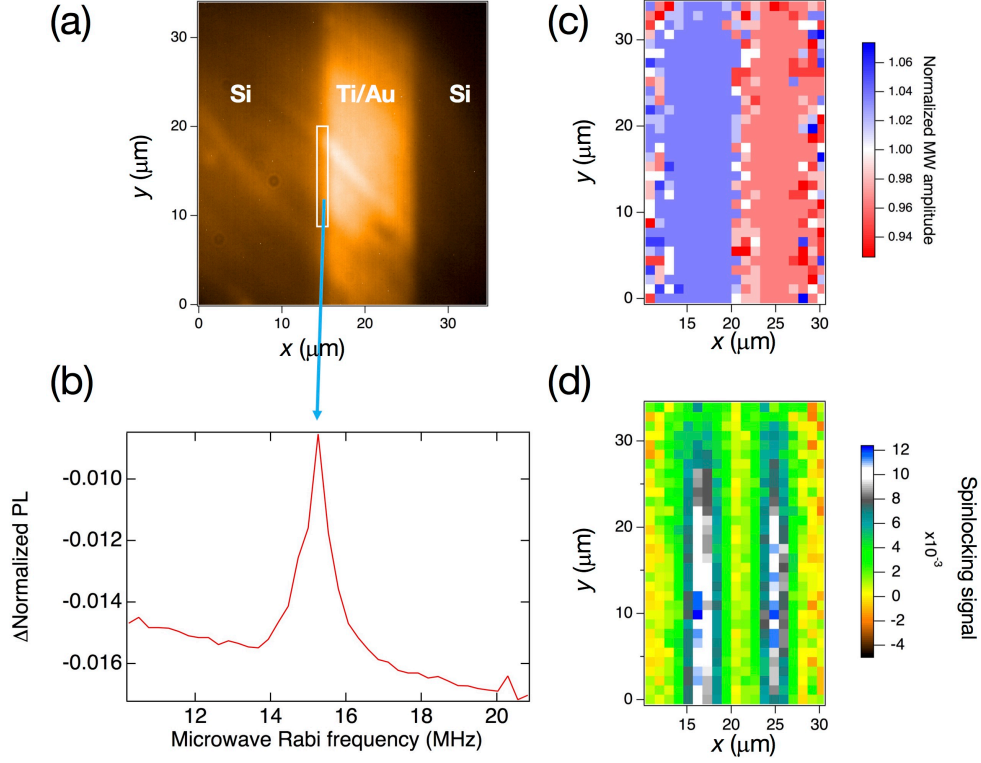 (a)
Si
Ti/Au
Si
y (μm)
30
20
10
0
0
10
20
30
x (μm)
(b)
ΔNormalized PL
-0.010
-0.012
-0.014
-0.016
12
14
16
18
20
Microwave Rabi frequency (MHz)
(c)
y (μm)
30
20
10
0
15
20
25
30
x (μm)
1.06
1.04
1.02
1.00
0.98
0.96
0.94
Normalized MW amplitude
(d)
y (μm)
30
20
10
0
15
20
25
30
x (μm)
12
10
8
6
4
2
0
-2
-4
x10⁻³
Spinlocking signal